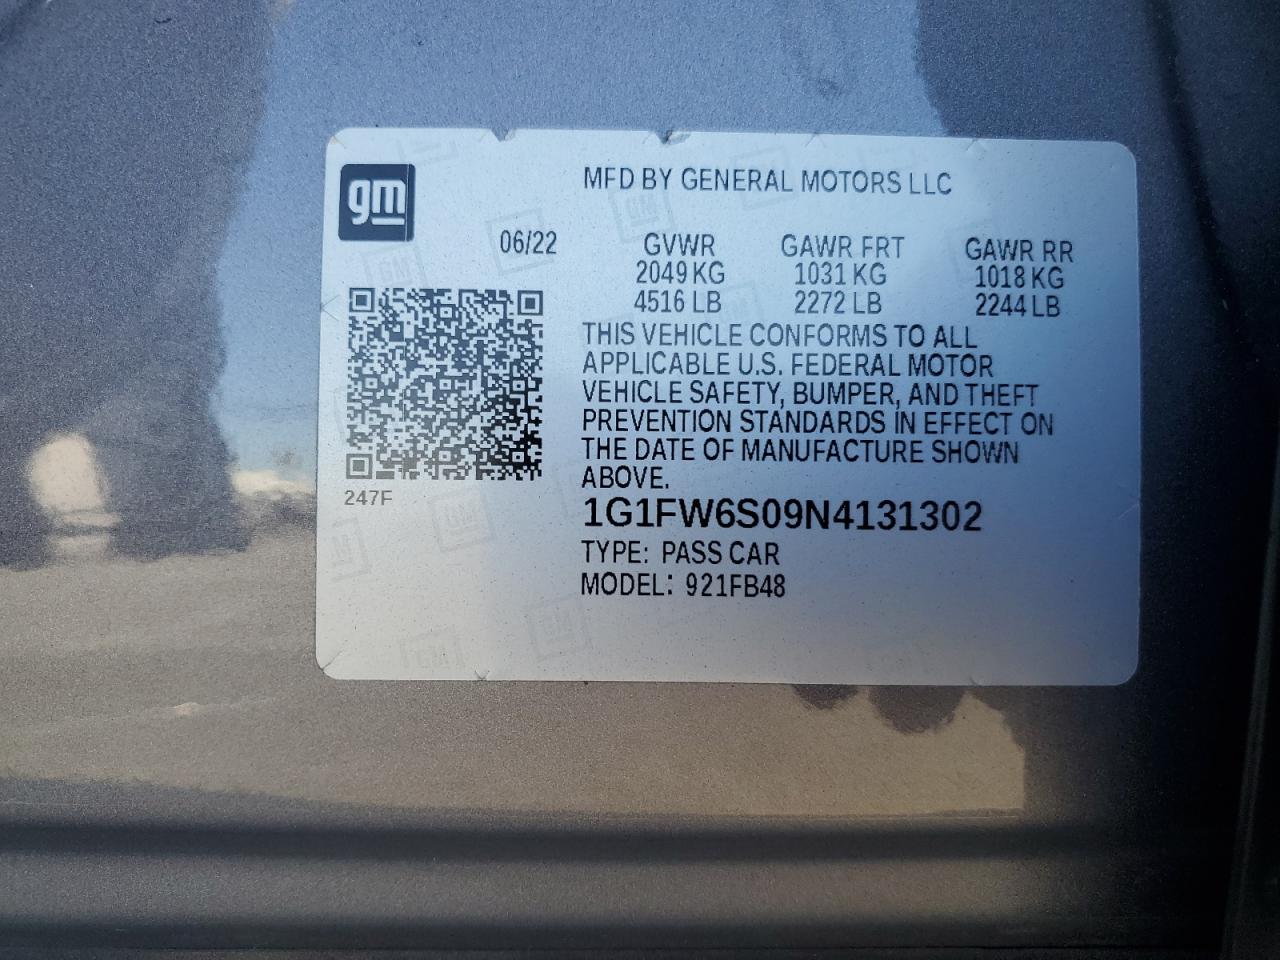 gm
MFD BY GENERAL MOTORS LLC
06/22 GVWR GAWR FRT GAWR RR
2049 KG 1031 KG 1018 KG
4516 LB 2272 LB 2244 LB
THIS VEHICLE CONFORMS TO ALL
APPLICABLE U.S. FEDERAL MOTOR
VEHICLE SAFETY, BUMPER, AND THEFT
PREVENTION STANDARDS IN EFFECT ON
THE DATE OF MANUFACTURE SHOWN
ABOVE.
247F
1G1FW6S09N4131302
TYPE: PASS CAR
MODEL: 921FB48